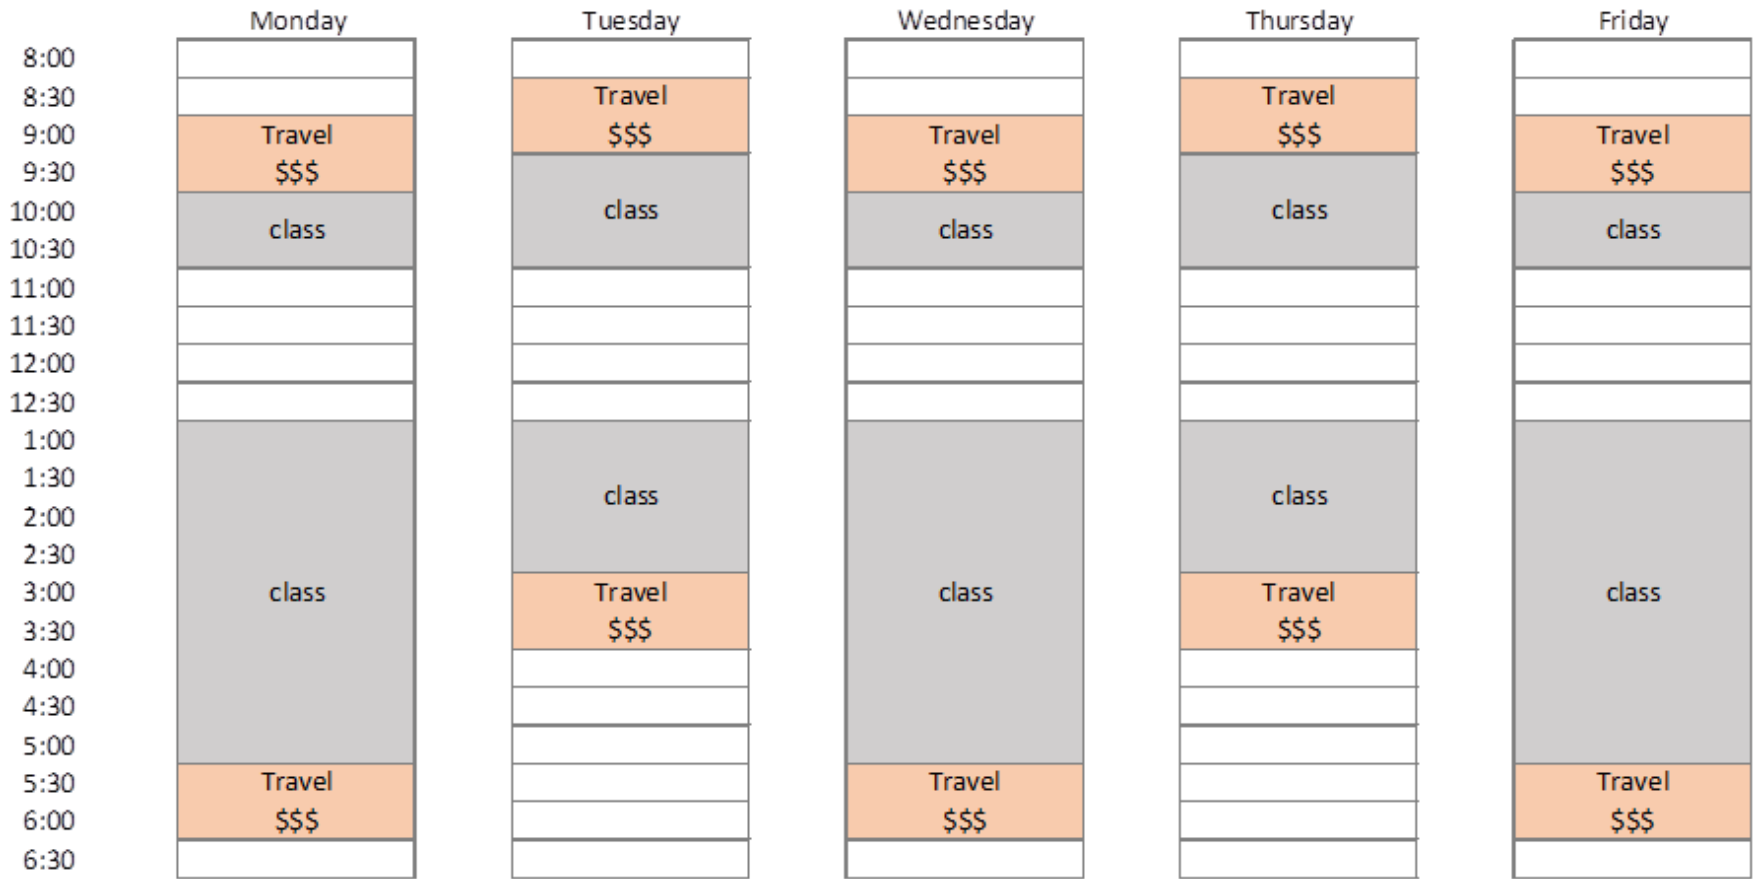 Monday Tuesday Wednesday Thursday Friday
8:00
8:30 Travel Travel
9:00 Travel $$$ Travel $$$ Travel
9:30 $$$ $$$ $$$
10:00 class class
10:30 class class class
11:00
11:30
12:00
12:30
1:00
1:30 class class
2:00
2:30
3:00 class Travel class Travel class
3:30 $$$ $$$
4:00
4:30
5:00
5:30 Travel Travel Travel
6:00 $$$ $$$ $$$
6:30